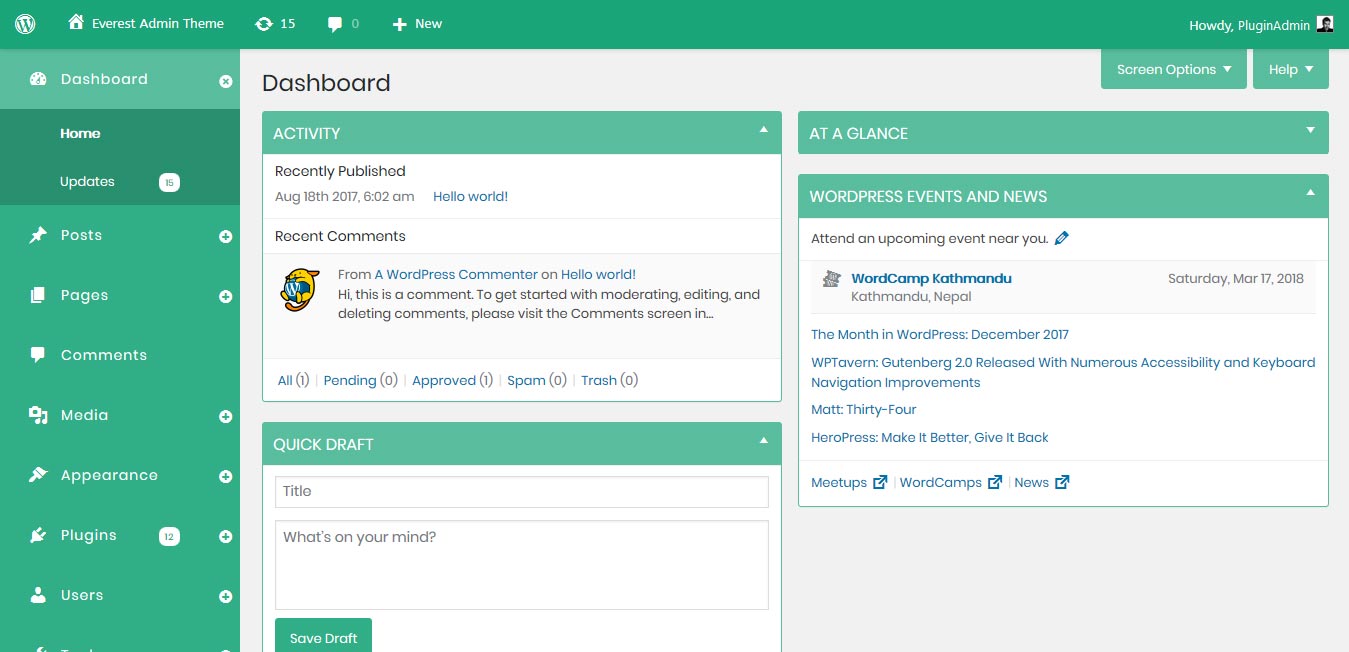 Everest Admin Theme 15 0 New Howdy, PluginAdmin
Dashboard
Home
Updates 15
Posts
Pages
Comments
Media
Appearance
Plugins 12
Users
Dashboard
Screen Options Help
ACTIVITY
Recently Published
Aug 18th 2017, 6:02 am Hello world!
Recent Comments
From A WordPress Commenter on Hello world!
Hi, this is a comment. To get started with moderating, editing, and
deleting comments, please visit the Comments screen in...
All (1) | Pending (0) | Approved (1) | Spam (0) | Trash (0)
QUICK DRAFT
Title
What's on your mind?
Save Draft
AT A GLANCE
WORDPRESS EVENTS AND NEWS
Attend an upcoming event near you.
WordCamp Kathmandu Saturday, Mar 17, 2018
Kathmandu, Nepal
The Month in WordPress: December 2017
WPTavern: Gutenberg 2.0 Released With Numerous Accessibility and Keyboard
Navigation Improvements
Matt: Thirty-Four
HeroPress: Make It Better, Give It Back
Meetups | WordCamps | News